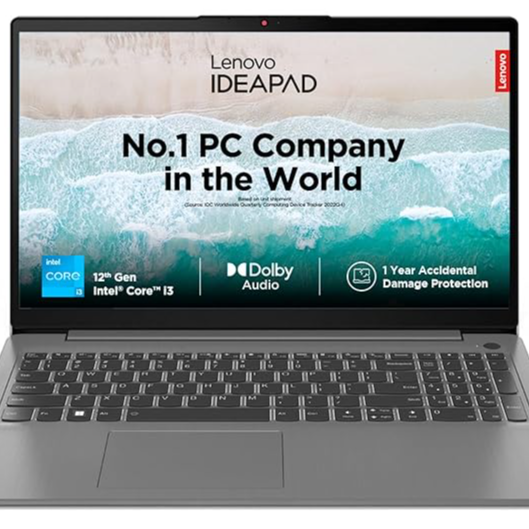 Lenovo
IDEAPAD
Lenovo
No.1 PC Company
in the World
Based on unit shipment
(Source: IDC Worldwide Quarterly Computing Device Tracker 2022Q4)
intel
CORE
i3
12th Gen
Intel® Core™ i3
Dolby
Audio
1 Year Accidental
Damage Protection